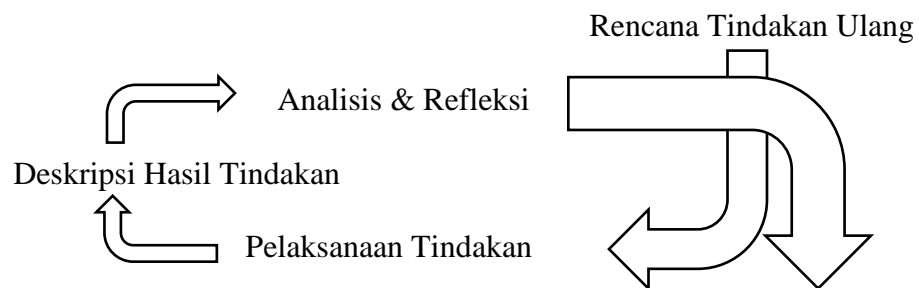 Rencana Tindakan Ulang
Analisis & Refleksi
Deskripsi Hasil Tindakan
Pelaksanaan Tindakan